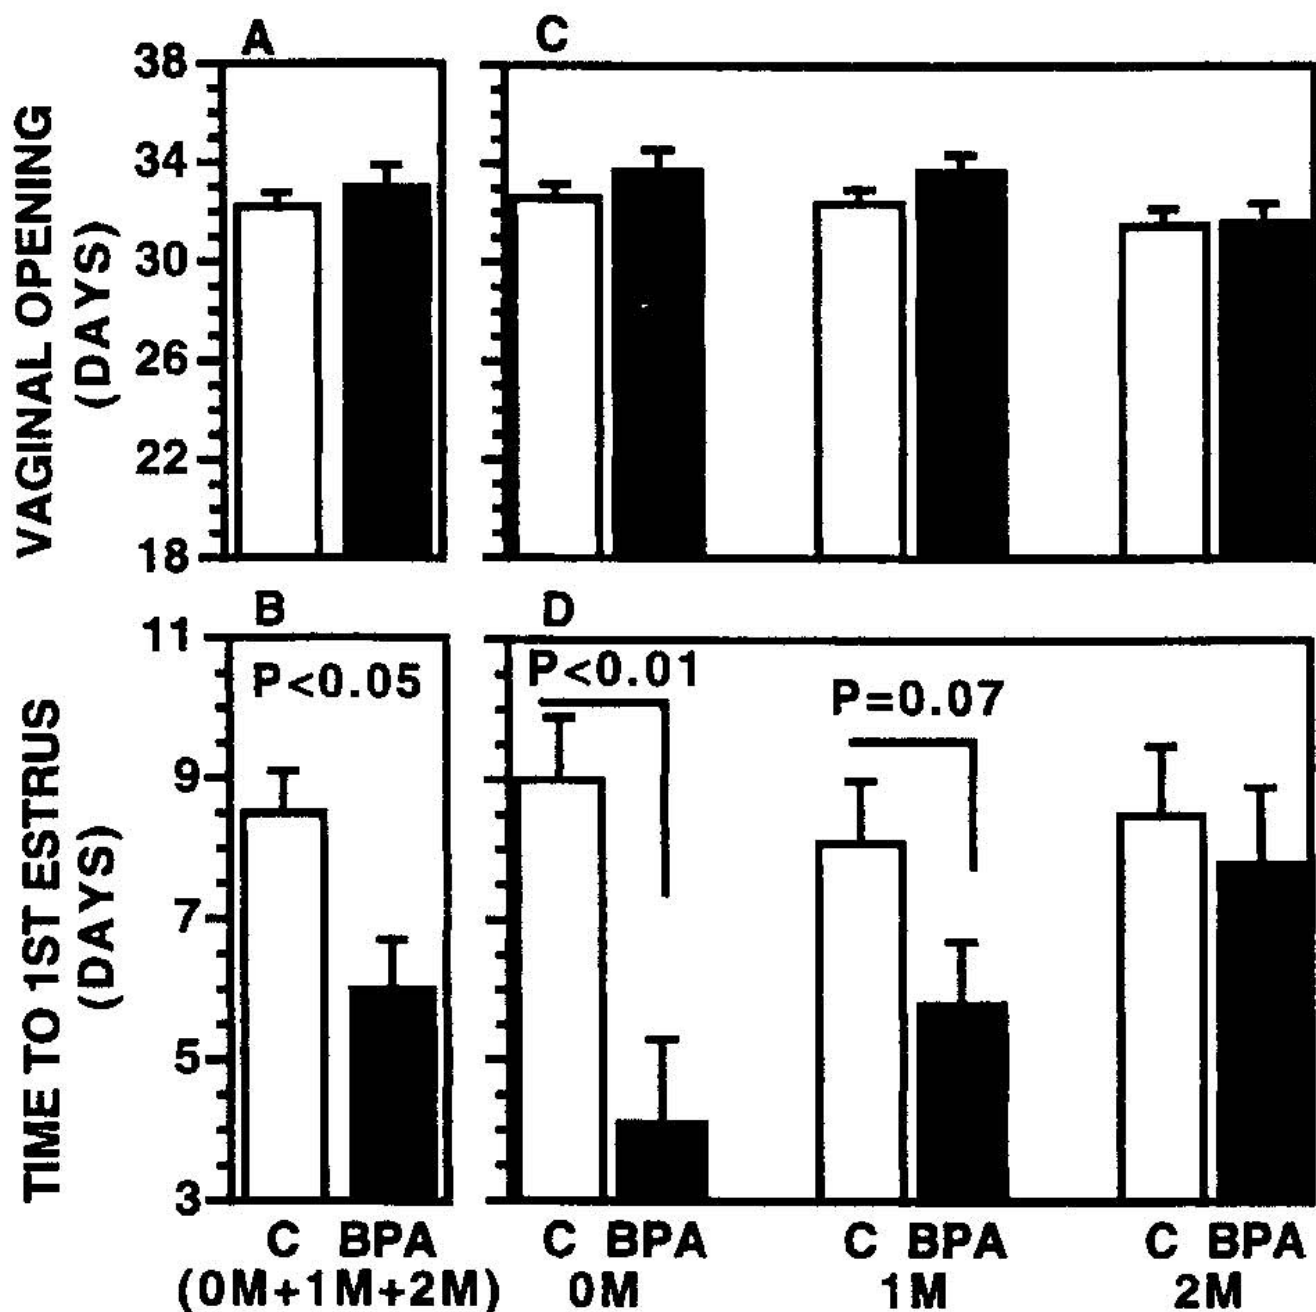 A
C
VAGINAL OPENING
(DAYS)
38
34
30
26
22
18
B
D
TIME TO 1ST ESTRUS
(DAYS)
11
9
7
5
3
P<0.05
P<0.01
P=0.07
C BPA C BPA C BPA C BPA
(0M+1M+2M) 0M 1M 2M